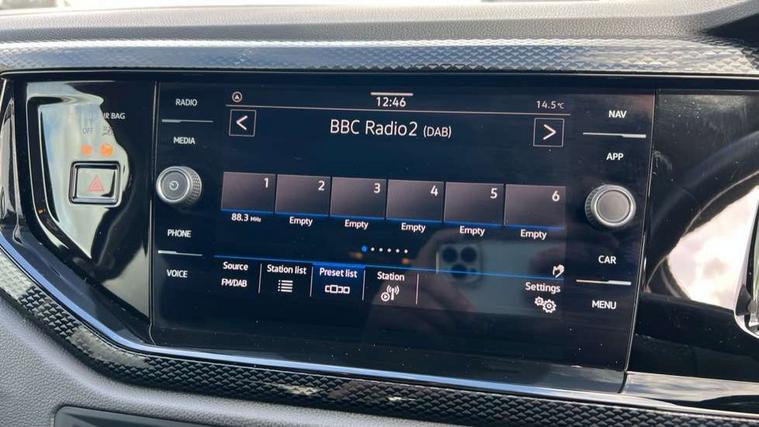 RADIO
12:46
14.5°C
NAV
AIR BAG
OFF
MEDIA
BBC Radio2 (DAB)
APP
1 2 3 4 5 6
88.3 MHz Empty Empty Empty Empty Empty
PHONE
CAR
Source Station list Preset list Station
FM/DAB
Settings
VOICE
MENU